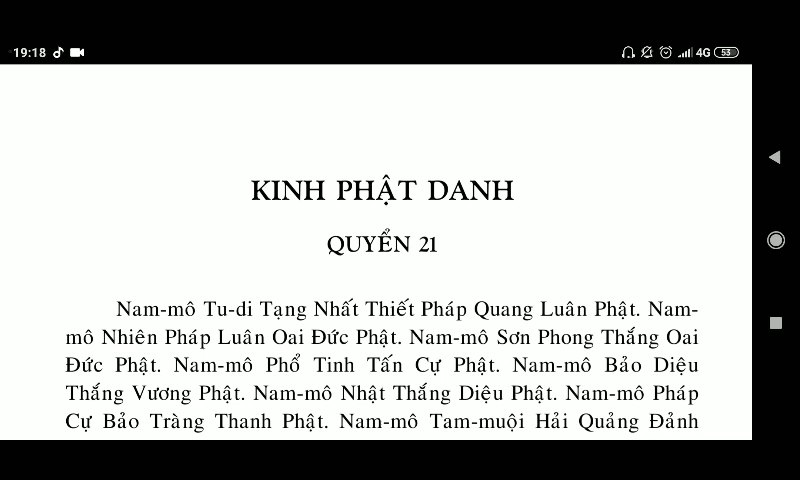 19:18
4G 53
KINH PHẬT DANH
QUYỂN 21
Nam-mô Tu-di Tạng Nhất Thiết Pháp Quang Luân Phật. Nam-
mô Nhiên Pháp Luân Oai Đức Phật. Nam-mô Sơn Phong Thắng Oai
Đức Phật. Nam-mô Phổ Tinh Tấn Cự Phật. Nam-mô Bảo Diệu
Thắng Vương Phật. Nam-mô Nhật Thắng Diệu Phật. Nam-mô Pháp
Cự Bảo Tràng Thanh Phật. Nam-mô Tam-muội Hải Quảng Đảnh